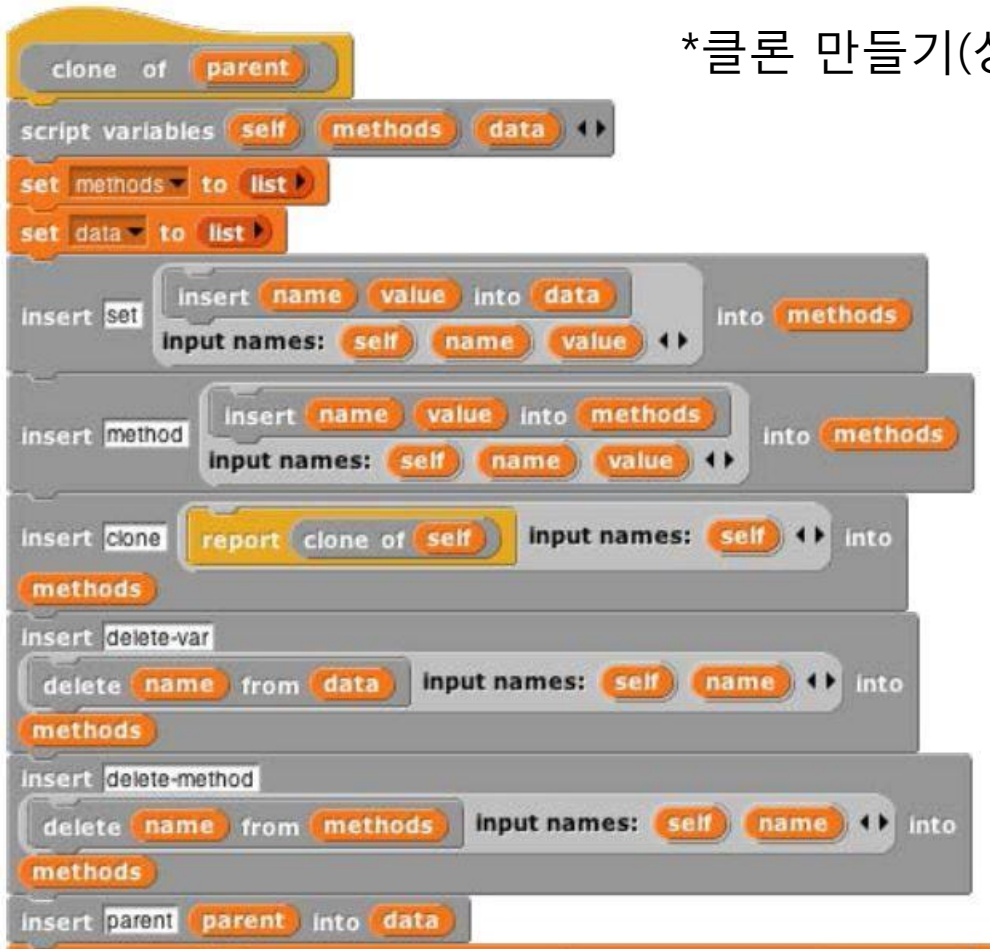 *클론 만들기(
clone of parent
script variables self methods data
set methods to list
set data to list
insert set insert name value into data
input names: self name value
into methods
insert method insert name value into methods
input names: self name value
into methods
insert clone report clone of self input names: self into
methods
insert delete-var
delete name from data input names: self name into
methods
insert delete-method
delete name from methods input names: self name into
methods
insert parent parent into data